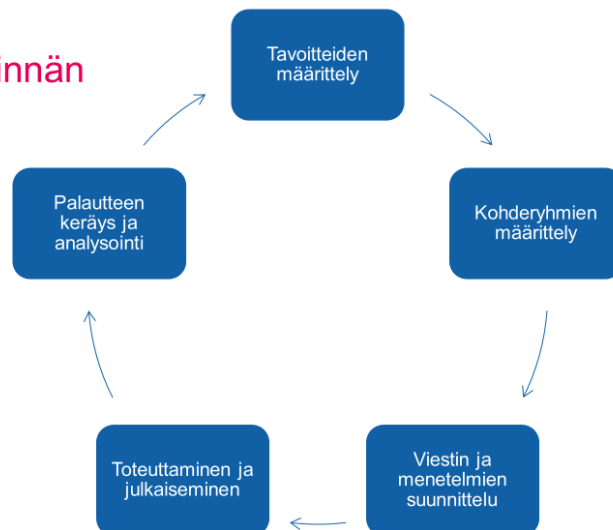 innän
Tavoitteiden
määrittely
Kohderyhmien
määrittely
Viestin ja
menetelmien
suunnittelu
Toteuttaminen ja
julkaiseminen
Palautteen
keräys ja
analysointi